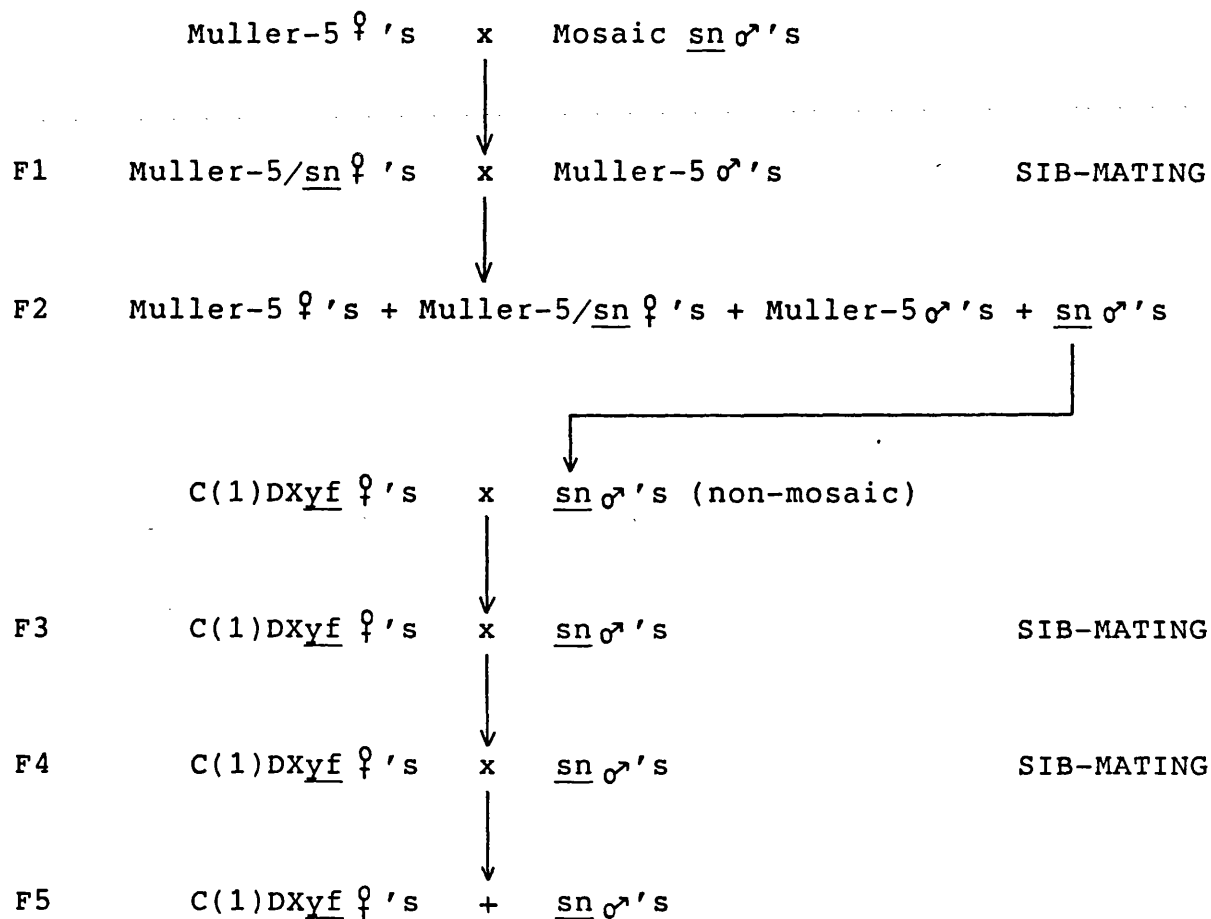 Muller-5 ♀'s x Mosaic sn ♂'s
F1 Muller-5/sn ♀'s x Muller-5 ♂'s SIB-MATING
F2 Muller-5 ♀'s + Muller-5/sn ♀'s + Muller-5 ♂'s + sn ♂'s
C(1)DXyf ♀'s x sn ♂'s (non-mosaic)
F3 C(1)DXyf ♀'s x sn ♂'s SIB-MATING
F4 C(1)DXyf ♀'s x sn ♂'s SIB-MATING
F5 C(1)DXyf ♀'s + sn ♂'s